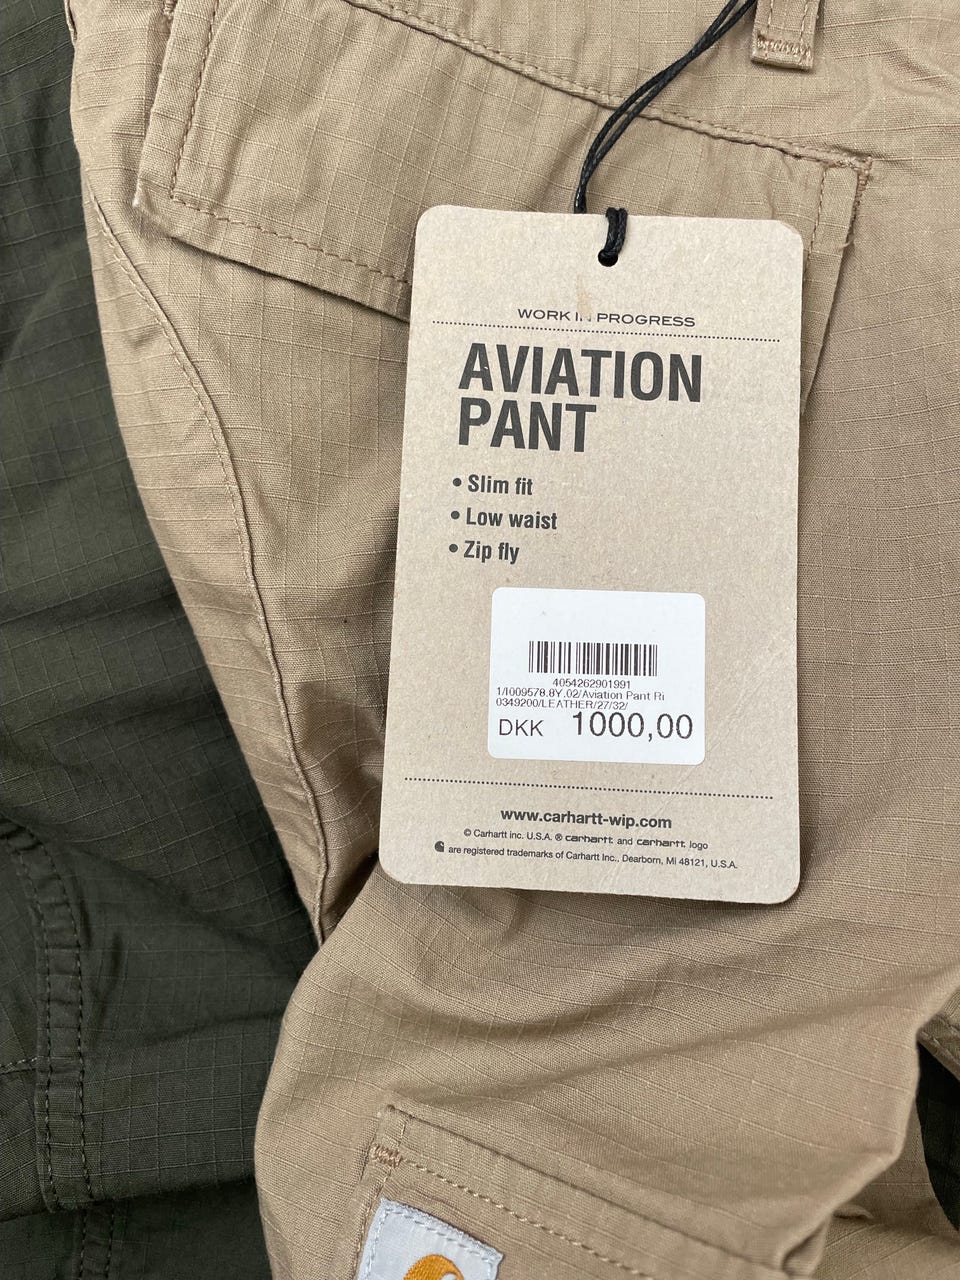 WORK IN PROGRESS
AVIATION
PANT
• Slim fit
• Low waist
• Zip fly
4054262901991
1/I009578.8Y.02/Aviation Pant Ri
0349200/LEATHER/27/32/
DKK 1000,00
www.carhartt-wip.com
© Carhartt inc. U.S.A. ® carhartt and carhartt logo
are registered trademarks of Carhartt Inc., Dearborn, MI 48121, U.S.A.